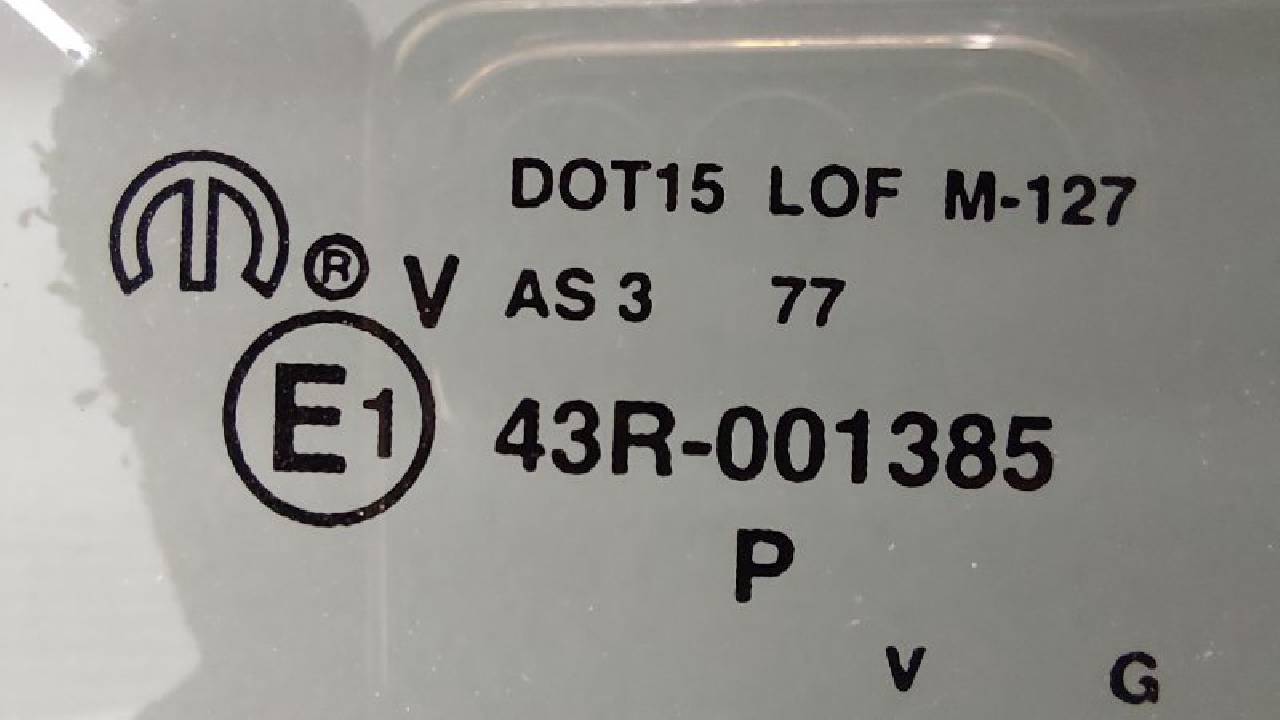 DOT15 LOF M-127
® V AS 3 77
E1 43R-001385
P
V G